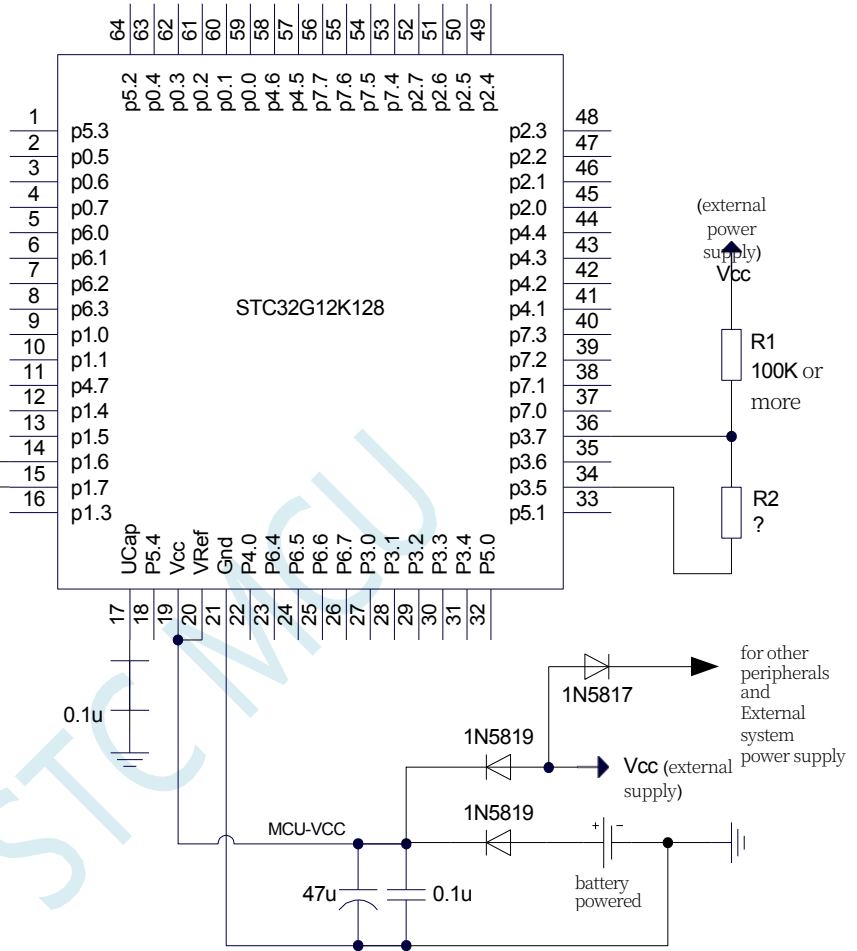 64 63 62 61 60 59 58 57 56 55 54 53 52 51 50 49
p5.2 p0.4 p0.3 p0.2 p0.1 p0.0 p4.6 p4.5 p7.7 p7.6 p7.5 p7.4 p2.7 p2.6 p2.5 p2.4
1 p5.3
2 p0.5
3 p0.6
4 p0.7
5 p6.0
6 p6.1
7 p6.2
8 p6.3
9 p1.0
10 p1.1
11 p4.7
12 p1.4
13 p1.5
14 p1.6
15 p1.7
16 p1.3
STC32G12K128
p2.3 48
p2.2 47
p2.1 46
p2.0 45
p4.4 44
p4.3 43
p4.2 42
p4.1 41
p7.3 40
p7.2 39
p7.1 38
p7.0 37
p3.7 36
p3.6 35
p3.5 34
p5.1 33
UCap P5.4 Vcc VRef Gnd P4.0 P6.4 P6.5 P6.6 P6.7 P3.0 P3.1 P3.2 P3.3 P3.4 P5.0
17 18 19 20 21 22 23 24 25 26 27 28 29 30 31 32
(external
power
supply)
Vcc
R1
100K or
more
R2
?
0.1u
1N5817
for other
peripherals
and
External
system
power supply
1N5819
Vcc (external
supply)
MCU-VCC
1N5819
+ −
battery
powered
47u
0.1u
STC MCU